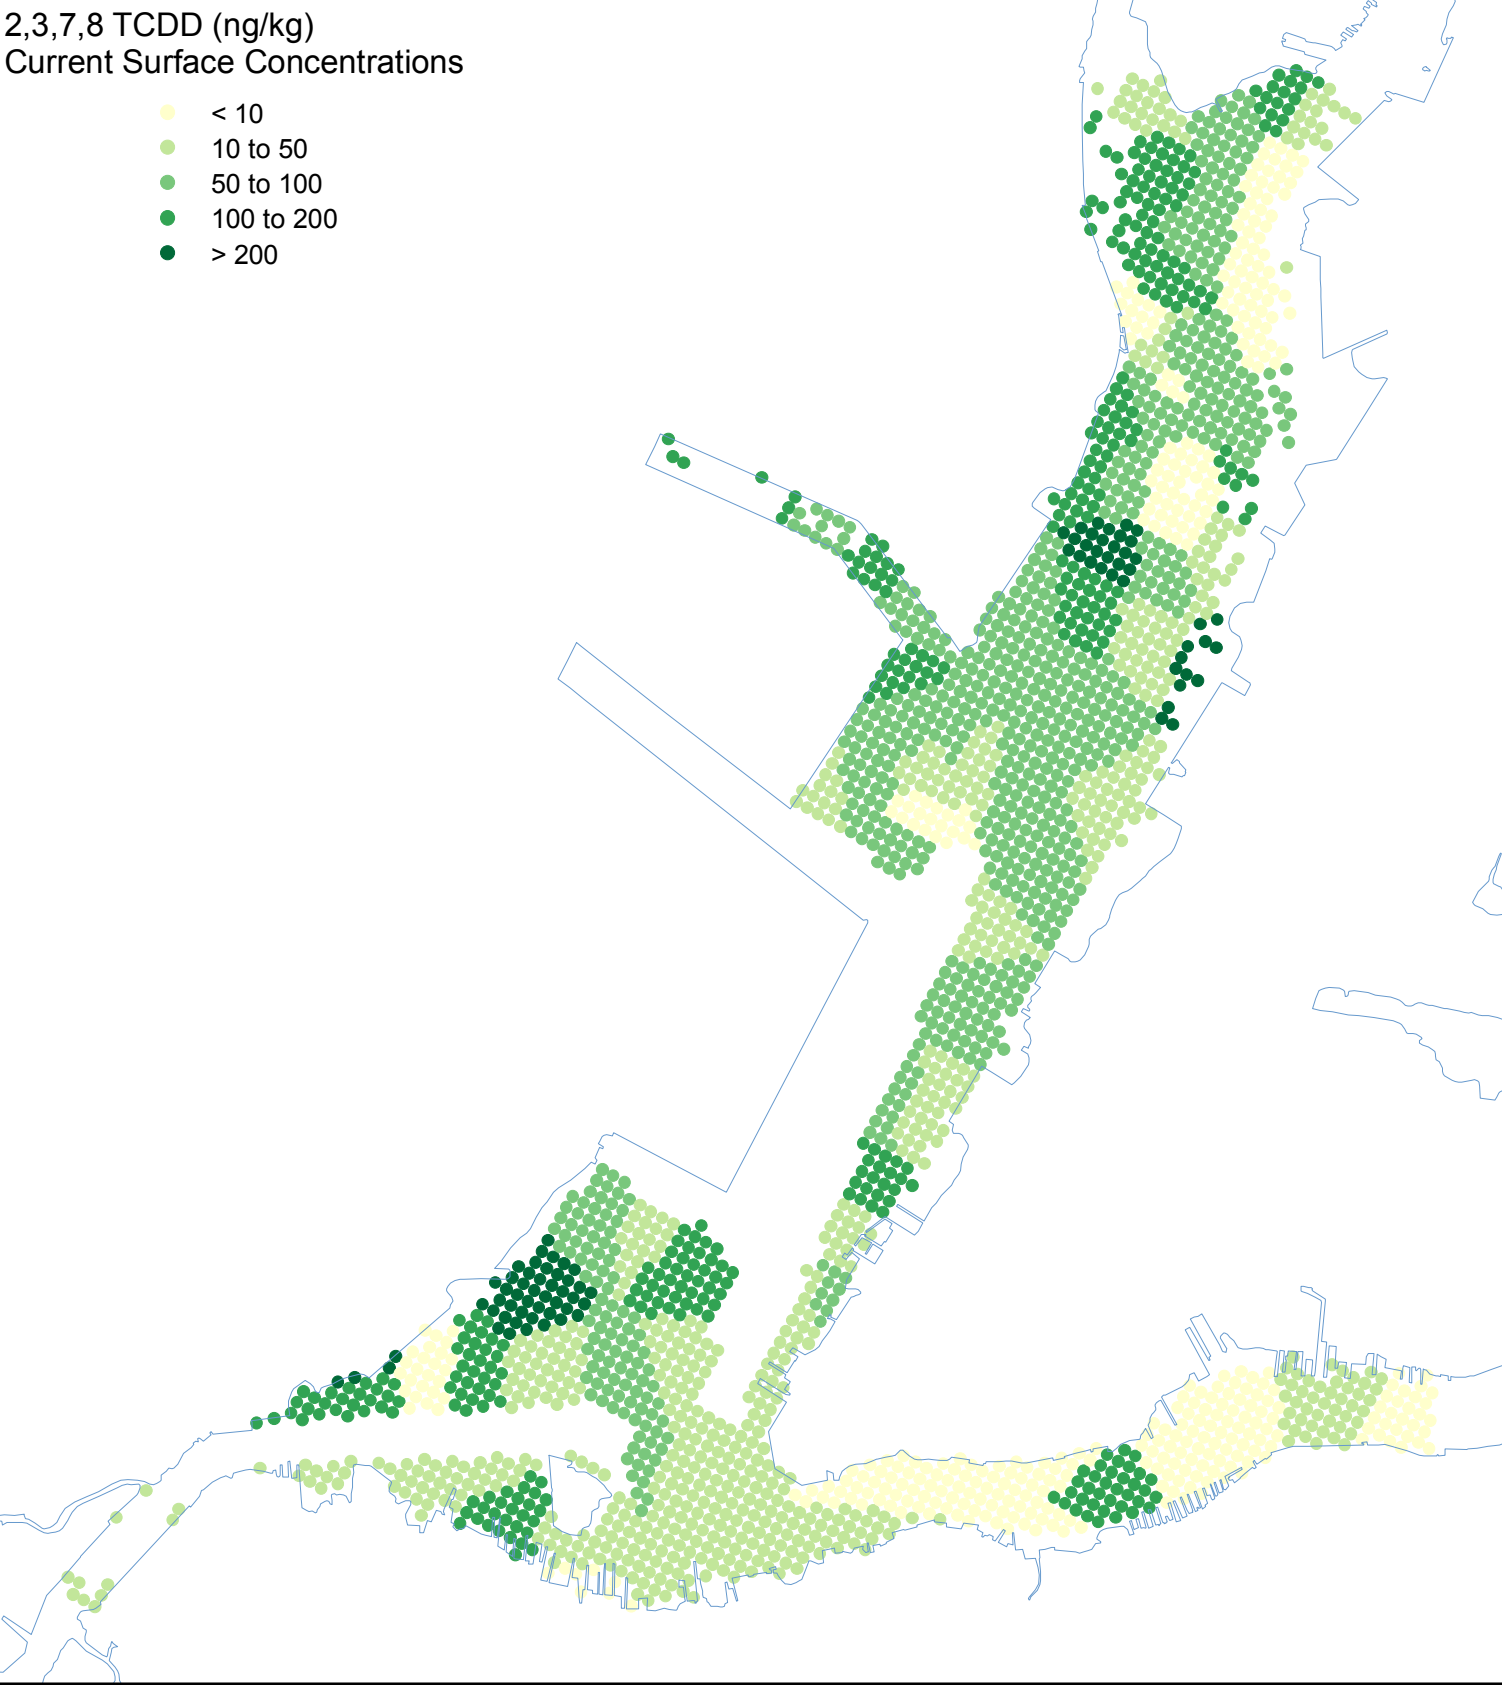 2,3,7,8 TCDD (ng/kg)
Current Surface Concentrations
< 10
10 to 50
50 to 100
100 to 200
> 200